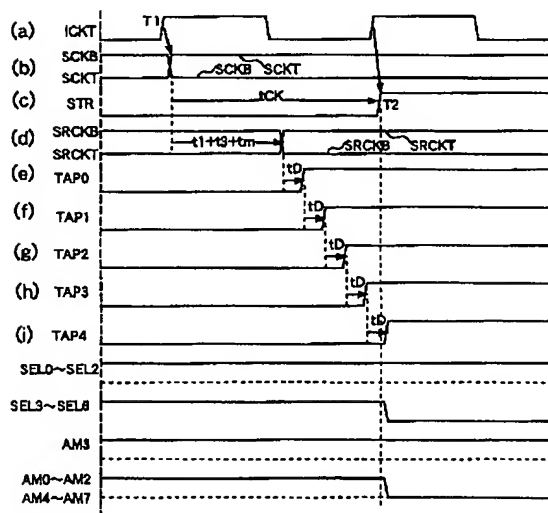 (a) ICKT T1
SCKB
(b) SCKB SCKT
SCKT
(c) STR tCK T2
(d) SRCKB
t1+t3+tm SRCKB SRCKT
SRCKT
(e) TAP0 tD
(f) TAP1 tD
(g) TAP2 tD
(h) TAP3 tD
(i) TAP4 tD
SEL0~SEL2
SEL3~SEL8
AM3
AM0~AM2
AM4~AM7